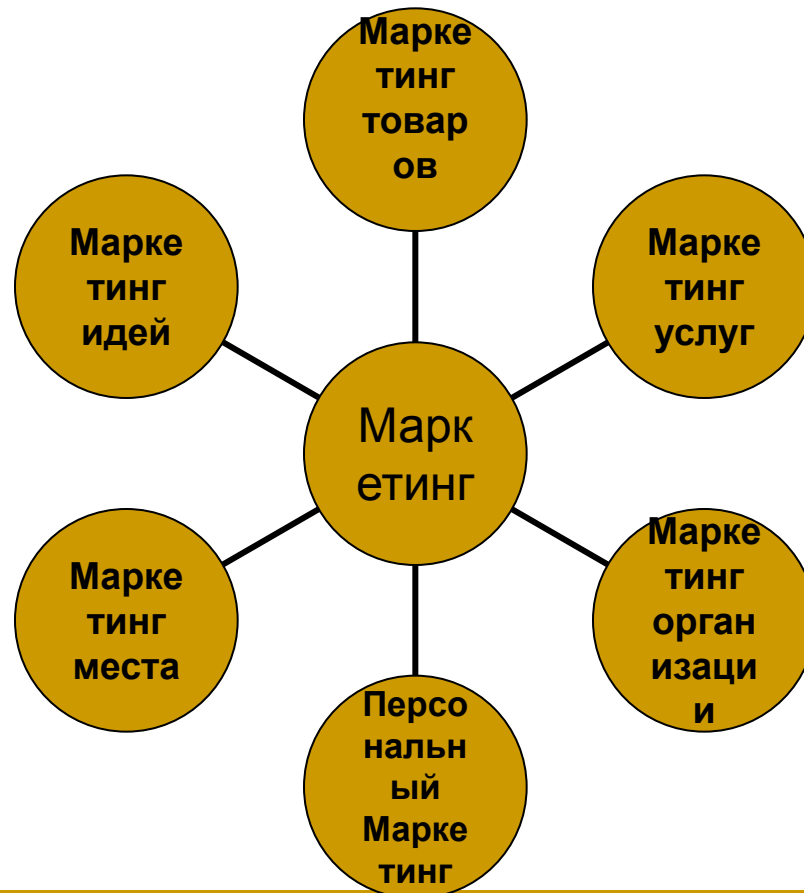 Марке
тинг
товар
ов
Марке
тинг
идей
Марке
тинг
услуг
Марк
етинг
Марке
тинг
места
Марке
тинг
орган
изаци
и
Персо
нальн
ый
Марке
тинг